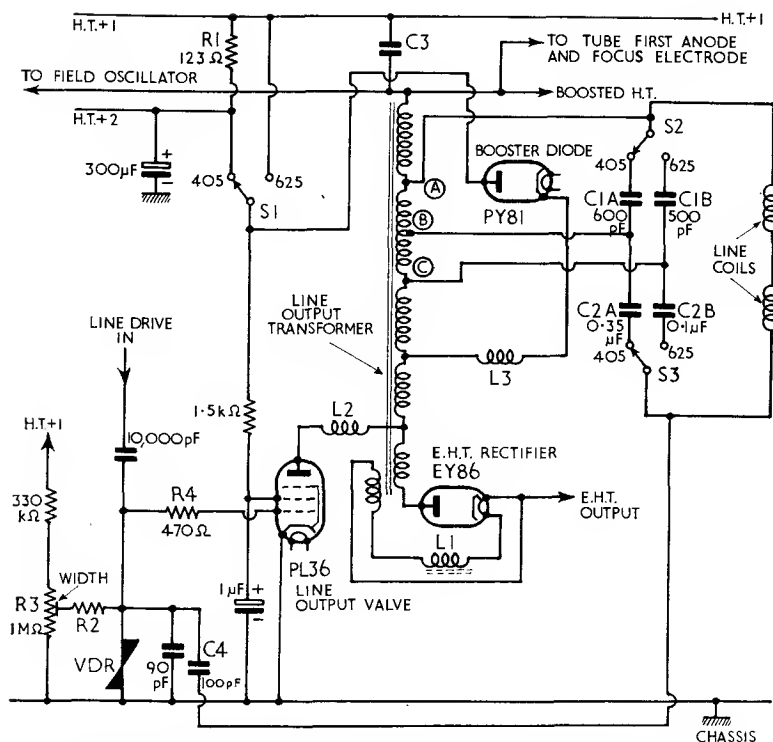 H.T.+1
H.T.+1
R1
123Ω
C3
TO TUBE FIRST ANODE
AND FOCUS ELECTRODE
TO FIELD OSCILLATOR
BOOSTED H.T.
H.T.+2
300µF
+
-
405
625
S1
A
B
C
BOOSTER DIODE
PY81
S2
405
625
C1A
600
pF
C1B
500
pF
LINE
COILS
C2A
0·35
µF
C2B
0·1µF
405
625
S3
LINE
OUTPUT
TRANSFORMER
L3
LINE DRIVE
IN
1·5kΩ
L2
H.T.+1
10,000pF
E.H.T. RECTIFIER
EY86
E.H.T.
OUTPUT
330
kΩ
R4
470Ω
L1
PL36
LINE
OUTPUT VALVE
WIDTH
R3
1MΩ
R2
1µF
+
-
VDR
90
pF
C4
100pF
CHASSIS